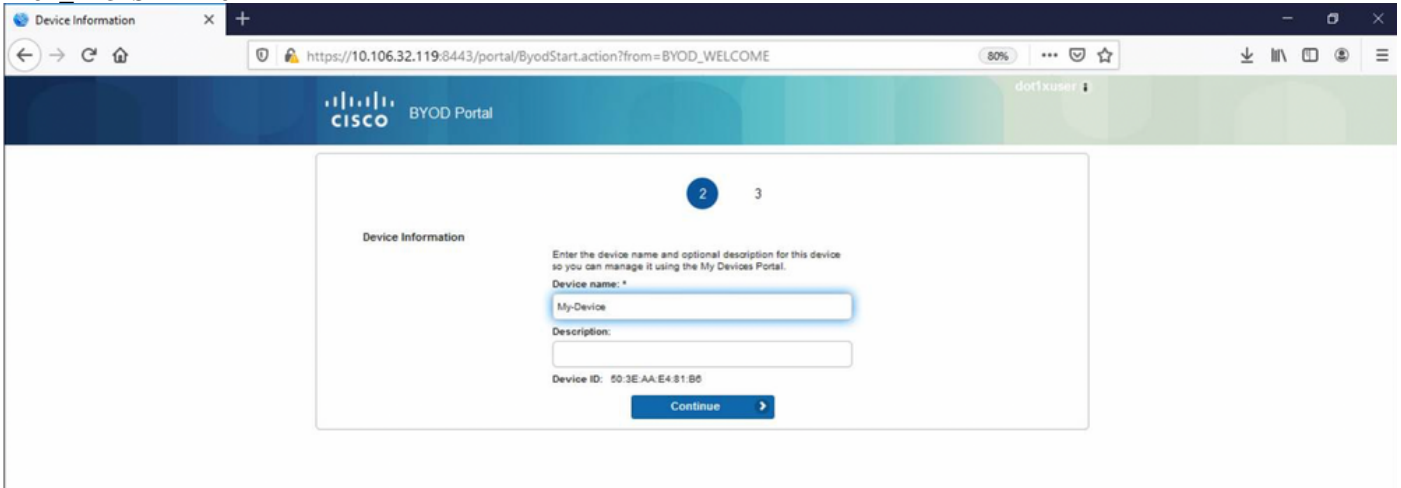 Device Information
https://10.106.32.119:8443/portal/ByodStart.action?from=BYOD_WELCOME
80%
dot1xuser
CISCO BYOD Portal
2 3
Device Information
Enter the device name and optional description for this device
so you can manage it using the My Devices Portal.
Device name: *
My-Device
Description:
Device ID: 50:3E:AA:E4:81:B6
Continue